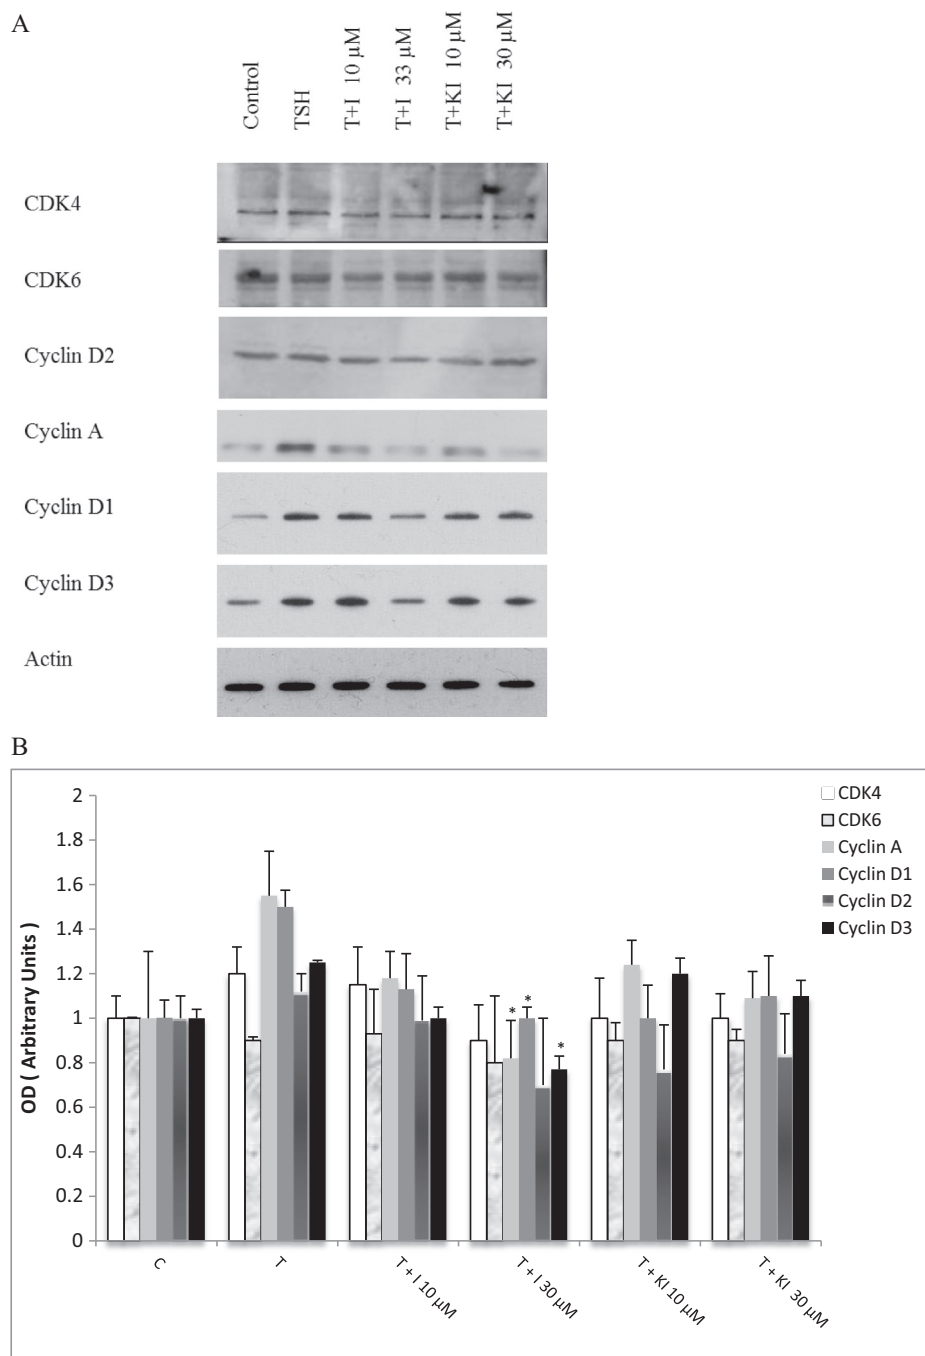 A
Control
TSH
T+I 10 µM
T+I 33 µM
T+KI 10 µM
T+KI 30 µM
CDK4
CDK6
Cyclin D2
Cyclin A
Cyclin D1
Cyclin D3
Actin
B
OD ( Arbitrary Units )
2
1.8
1.6
1.4
1.2
1
0.8
0.6
0.4
0.2
0
*
*
*
C
T
T + I 10 µM
T + I 30 µM
T + KI 10 µM
T + KI 30 µM
CDK4
CDK6
Cyclin A
Cyclin D1
Cyclin D2
Cyclin D3